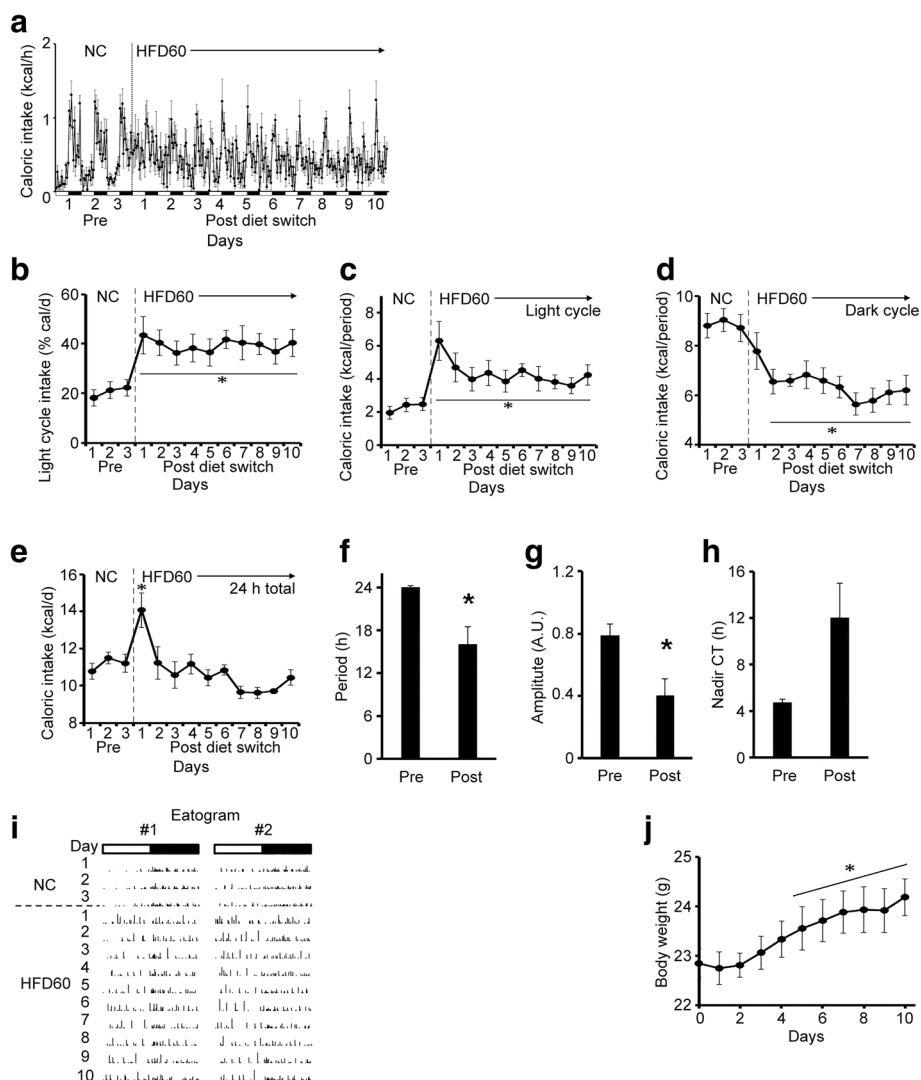 a
NC HFD60
Caloric intake (kcal/h)
2
1
0
1 2 3 1 2 3 4 5 6 7 8 9 10
Pre Post diet switch
Days
b
NC HFD60
Light cycle intake (% cal/d)
60
40
20
0
1 2 3 1 2 3 4 5 6 7 8 9 10
Pre Post diet switch
Days
*
c
NC HFD60
Light cycle
Caloric intake (kcal/period)
8
6
4
2
0
1 2 3 1 2 3 4 5 6 7 8 9 10
Pre Post diet switch
Days
*
d
NC HFD60
Dark cycle
Caloric intake (kcal/period)
10
8
6
4
1 2 3 1 2 3 4 5 6 7 8 9 10
Pre Post diet switch
Days
*
e
NC HFD60
24 h total
*
Caloric intake (kcal/d)
16
14
12
10
8
1 2 3 1 2 3 4 5 6 7 8 9 10
Pre Post diet switch
Days
f
Period (h)
24
18
12
6
0
*
Pre Post
g
Amplitute (A.U.)
1.2
0.8
0.4
0
*
Pre Post
h
Nadir CT (h)
16
12
8
4
0
Pre Post
i
Eatogram
#1 #2
Day
NC
1
2
3
HFD60
1
2
3
4
5
6
7
8
9
10
j
Body weight (g)
25
24
23
22
*
0 2 4 6 8 10
Days